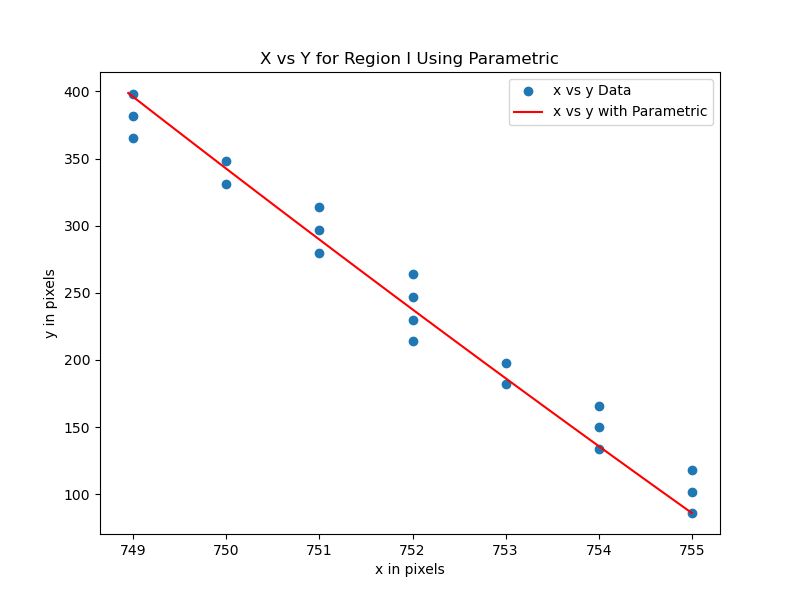 X vs Y for Region I Using Parametric
x vs y Data
x vs y with Parametric
400
350
300
250
200
150
100
y in pixels
749 750 751 752 753 754 755
x in pixels